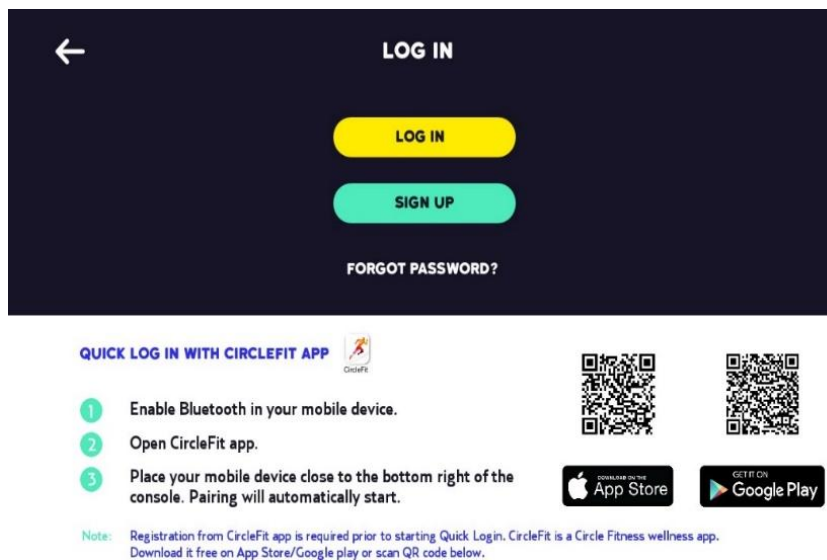 LOG IN
LOG IN
SIGN UP
FORGOT PASSWORD?
QUICK LOG IN WITH CIRCLEFIT APP
CircleFit
1 Enable Bluetooth in your mobile device.
2 Open CircleFit app.
3 Place your mobile device close to the bottom right of the
console. Pairing will automatically start.
DOWNLOAD ON THE
App Store
GET IT ON
Google Play
Note: Registration from CircleFit app is required prior to starting Quick Login. CircleFit is a Circle Fitness wellness app.
Download it free on App Store/Google play or scan QR code below.